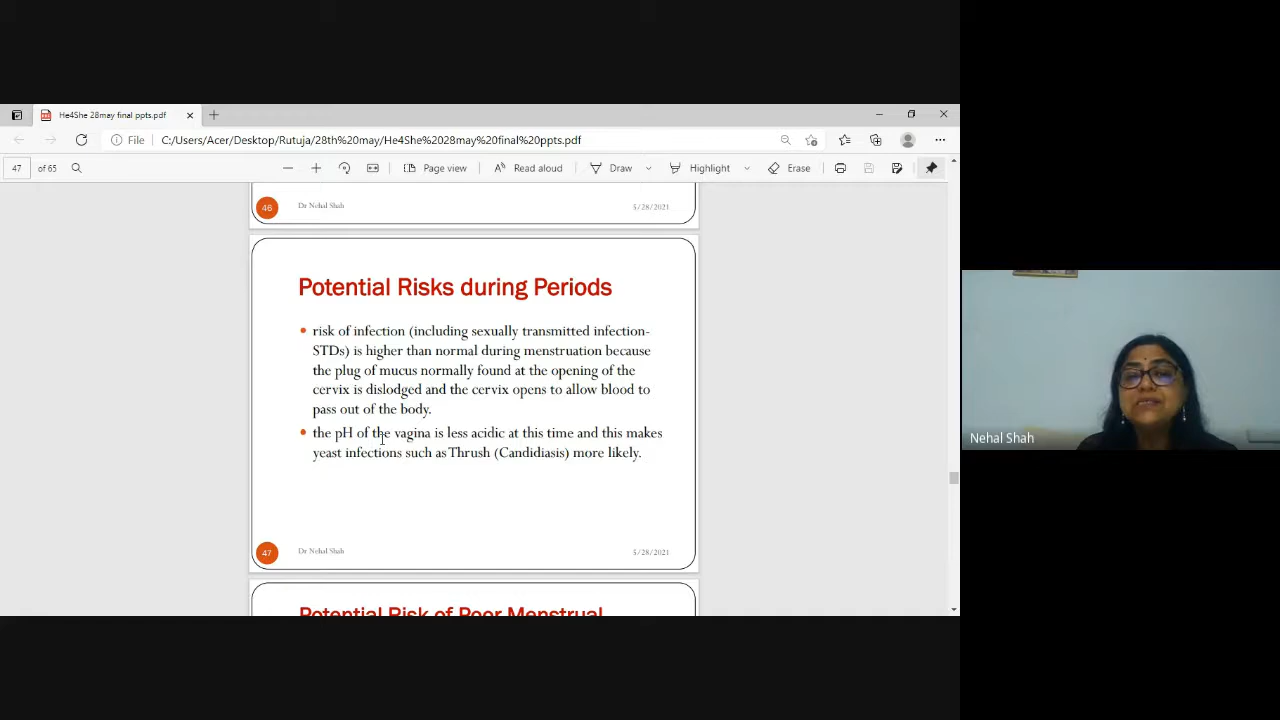 He4She 28may final ppts.pdf
File C:/Users/Acer/Desktop/Rutuja/28th%20may/He4She%2028may%20final%20ppts.pdf
47 of 65 Page view Read aloud Draw Highlight Erase
46 Dr Nehal Shah 5/28/2021
Potential Risks during Periods
• risk of infection (including sexually transmitted infection-
STDs) is higher than normal during menstruation because
the plug of mucus normally found at the opening of the
cervix is dislodged and the cervix opens to allow blood to
pass out of the body.
• the pH of the vagina is less acidic at this time and this makes
yeast infections such as Thrush (Candidiasis) more likely.
47 Dr Nehal Shah 5/28/2021
Potential Risk of Poor Menstrual
Nehal Shah